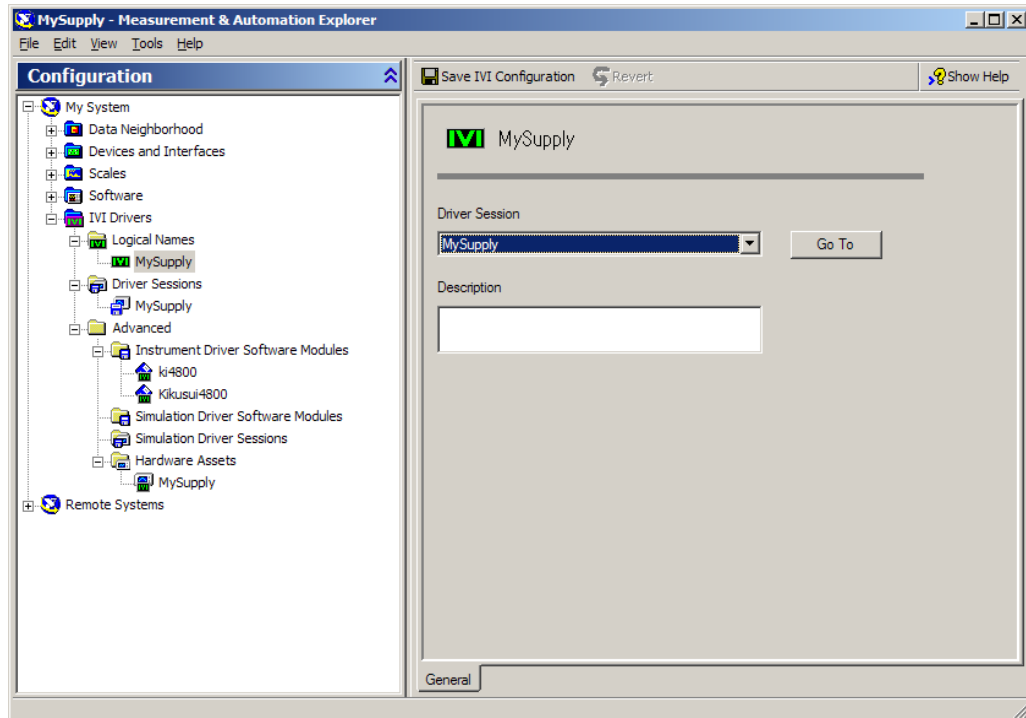 MySupply - Measurement & Automation Explorer
File Edit View Tools Help
Configuration
Save IVI Configuration Revert Show Help
My System
Data Neighborhood
Devices and Interfaces
Scales
Software
IVI Drivers
Logical Names
MySupply
Driver Sessions
MySupply
Advanced
Instrument Driver Software Modules
ki4800
Kikusui4800
Simulation Driver Software Modules
Simulation Driver Sessions
Hardware Assets
MySupply
Remote Systems
IVI MySupply
Driver Session
MySupply Go To
Description
General